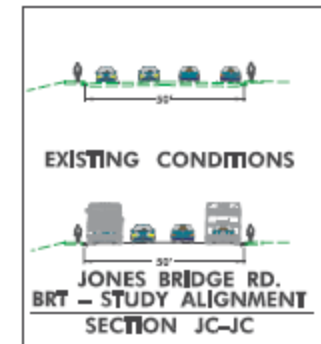 50'
EXISTING CONDITIONS
50'
JONES BRIDGE RD.
BRT – STUDY ALIGNMENT
SECTION JC–JC